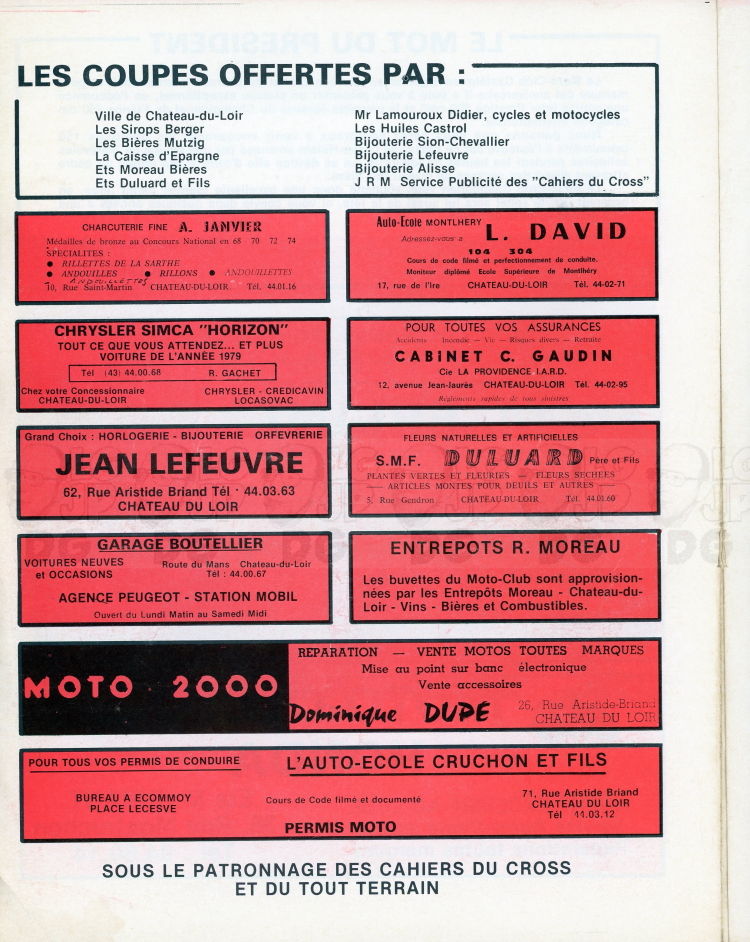 LES COUPES OFFERTES PAR :
Ville de Chateau-du-Loir
Les Sirops Berger
Les Bières Mutzig
La Caisse d'Epargne
Ets Moreau Bières
Ets Duluard et Fils
Mr Lamouroux Didier, cycles et motocycles
Les Huiles Castrol
Bijouterie Sion-Chevallier
Bijouterie Lefeuvre
Bijouterie Alisse
J R M Service Publicité des "Cahiers du Cross"
CHARCUTERIE FINE A. JANVIER
Médailles de bronze au Concours National en 68 70 72 74
SPECIALITES :
● RILLETTES DE LA SARTHE
● ANDOUILLES ● RILLONS ● ANDOUILLETTES
ANDOUILLETTES
10, Rue Saint-Martin CHATEAU-DU-LOIR Tél. 44.01.16
Auto-Ecole MONTLHERY L. DAVID
Adressez-vous a
104 304
Cours de code filmé et perfectionnement de conduite.
Moniteur diplômé Ecole Supérieure de Montlhéry
17, rue de l'Ire CHATEAU-DU-LOIR Tél. 44-02-71
CHRYSLER SIMCA "HORIZON"
TOUT CE QUE VOUS ATTENDEZ... ET PLUS
VOITURE DE L'ANNÉE 1979
Tél (43) 44.00.68 R. GACHET
Chez votre Concessionnaire
CHATEAU-DU-LOIR
CHRYSLER - CREDICAVIN
LOCASOVAC
POUR TOUTES VOS ASSURANCES
Accidents — Incendie — Vie — Risques divers — Retraite
CABINET C. GAUDIN
Cie LA PROVIDENCE I.A.R.D.
12, avenue Jean-Jaurès CHATEAU-DU-LOIR Tél. 44-02-95
Règlements rapides de tous sinistres
Grand Choix : HORLOGERIE - BIJOUTERIE ORFEVRERIE
JEAN LEFEUVRE
62, Rue Aristide Briand Tél · 44.03.63
CHATEAU DU LOIR
FLEURS NATURELLES ET ARTIFICIELLES
S.M.F. DULUARD Père et Fils
PLANTES VERTES ET FLEURIES — FLEURS SECHEES
— ARTICLES MONTES POUR DEUILS ET AUTRES —
5, Rue Gendron CHATEAU-DU-LOIR Tél. 44.01.60
GARAGE BOUTELLIER
VOITURES NEUVES
et OCCASIONS
Route du Mans Chateau-du-Loir
Tél : 44.00.67
AGENCE PEUGEOT - STATION MOBIL
Ouvert du Lundi Matin au Samedi Midi
ENTREPOTS R. MOREAU
Les buvettes du Moto-Club sont approvision-
nées par les Entrepôts Moreau - Chateau-du-
Loir - Vins - Bières et Combustibles.
MOTO 2000
REPARATION — VENTE MOTOS TOUTES MARQUES
Mise au point sur banc électronique
Vente accessoires
Dominique DUPE
26, Rue Aristide-Briand
CHATEAU DU LOIR
POUR TOUS VOS PERMIS DE CONDUIRE
L'AUTO-ECOLE CRUCHON ET FILS
BUREAU A ECOMMOY
PLACE LECESVE
Cours de Code filmé et documenté
71, Rue Aristide Briand
CHATEAU DU LOIR
Tél 44.03.12
PERMIS MOTO
SOUS LE PATRONNAGE DES CAHIERS DU CROSS
ET DU TOUT TERRAIN